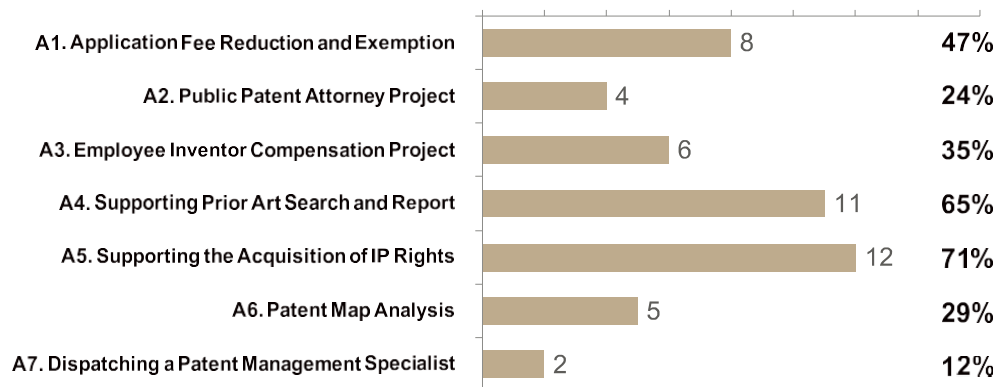 A1. Application Fee Reduction and Exemption 8 47%
A2. Public Patent Attorney Project 4 24%
A3. Employee Inventor Compensation Project 6 35%
A4. Supporting Prior Art Search and Report 11 65%
A5. Supporting the Acquisition of IP Rights 12 71%
A6. Patent Map Analysis 5 29%
A7. Dispatching a Patent Management Specialist 2 12%